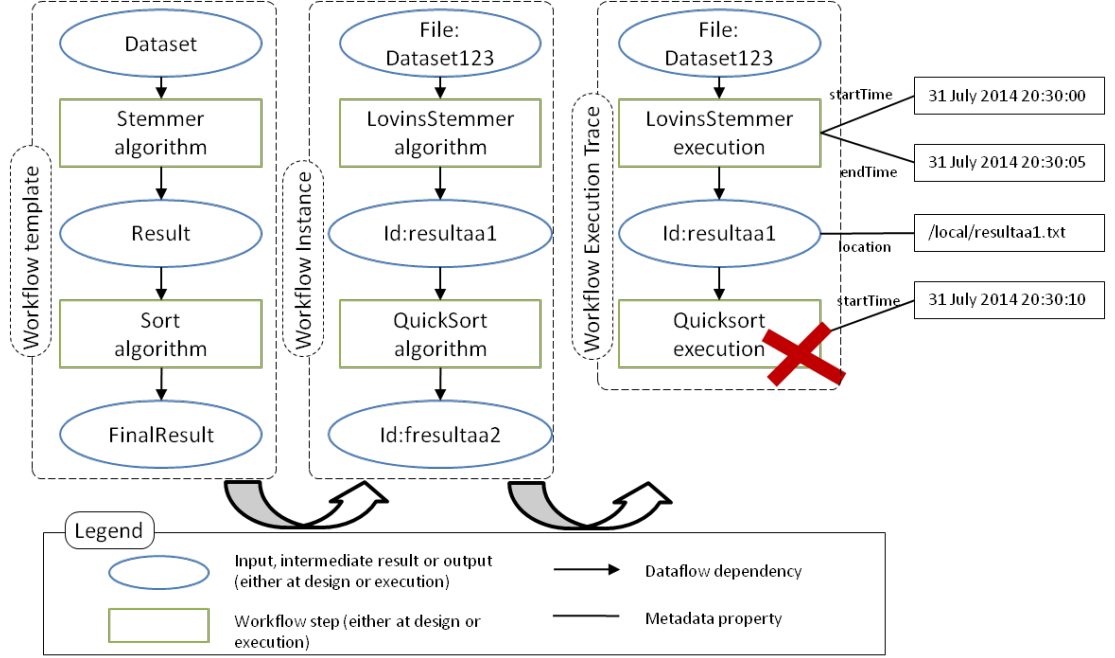 Workflow template
Dataset
Stemmer
algorithm
Result
Sort
algorithm
FinalResult
Workflow Instance
File:
Dataset123
LovinsStemmer
algorithm
Id:resultaa1
QuickSort
algorithm
Id:fresultaa2
Workflow Execution Trace
File:
Dataset123
LovinsStemmer
execution
Id:resultaa1
Quicksort
execution
startTime
31 July 2014 20:30:00
endTime
31 July 2014 20:30:05
location
/local/resultaa1.txt
startTime
31 July 2014 20:30:10
Legend
Input, intermediate result or output
(either at design or execution)
Dataflow dependency
Workflow step (either at design or
execution)
Metadata property